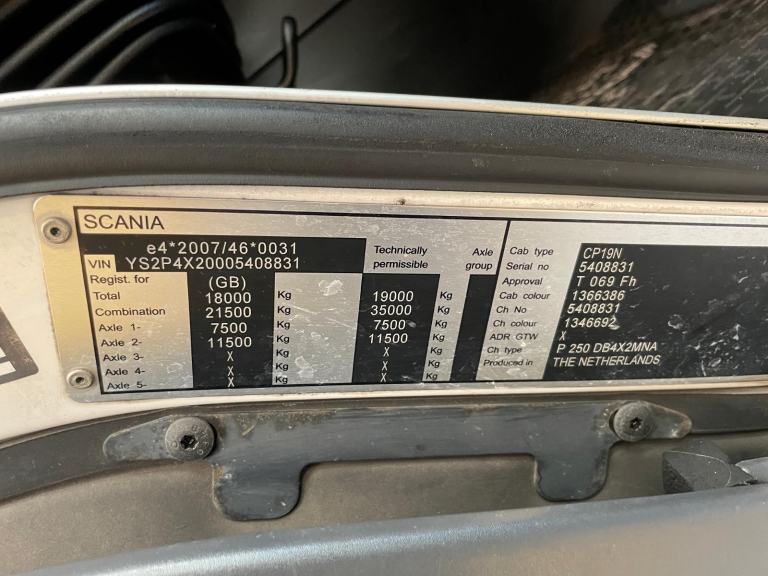 SCANIA
e4*2007/46*0031
VIN YS2P4X20005408831
Technically permissible
Axle group
Regist. for (GB)
Total 18000 Kg 19000 Kg
Combination 21500 Kg 35000 Kg
Axle 1- 7500 Kg 7500 Kg
Axle 2- 11500 Kg 11500 Kg
Axle 3- X Kg X Kg
Axle 4- X Kg X Kg
Axle 5- X Kg X Kg
Cab type CP19N
Serial no 5408831
Approval T 069 Fh
Cab colour 1366386
Ch No 5408831
Ch colour 1346692
ADR GTW X
Ch type P 250 DB4X2MNA
Produced in THE NETHERLANDS